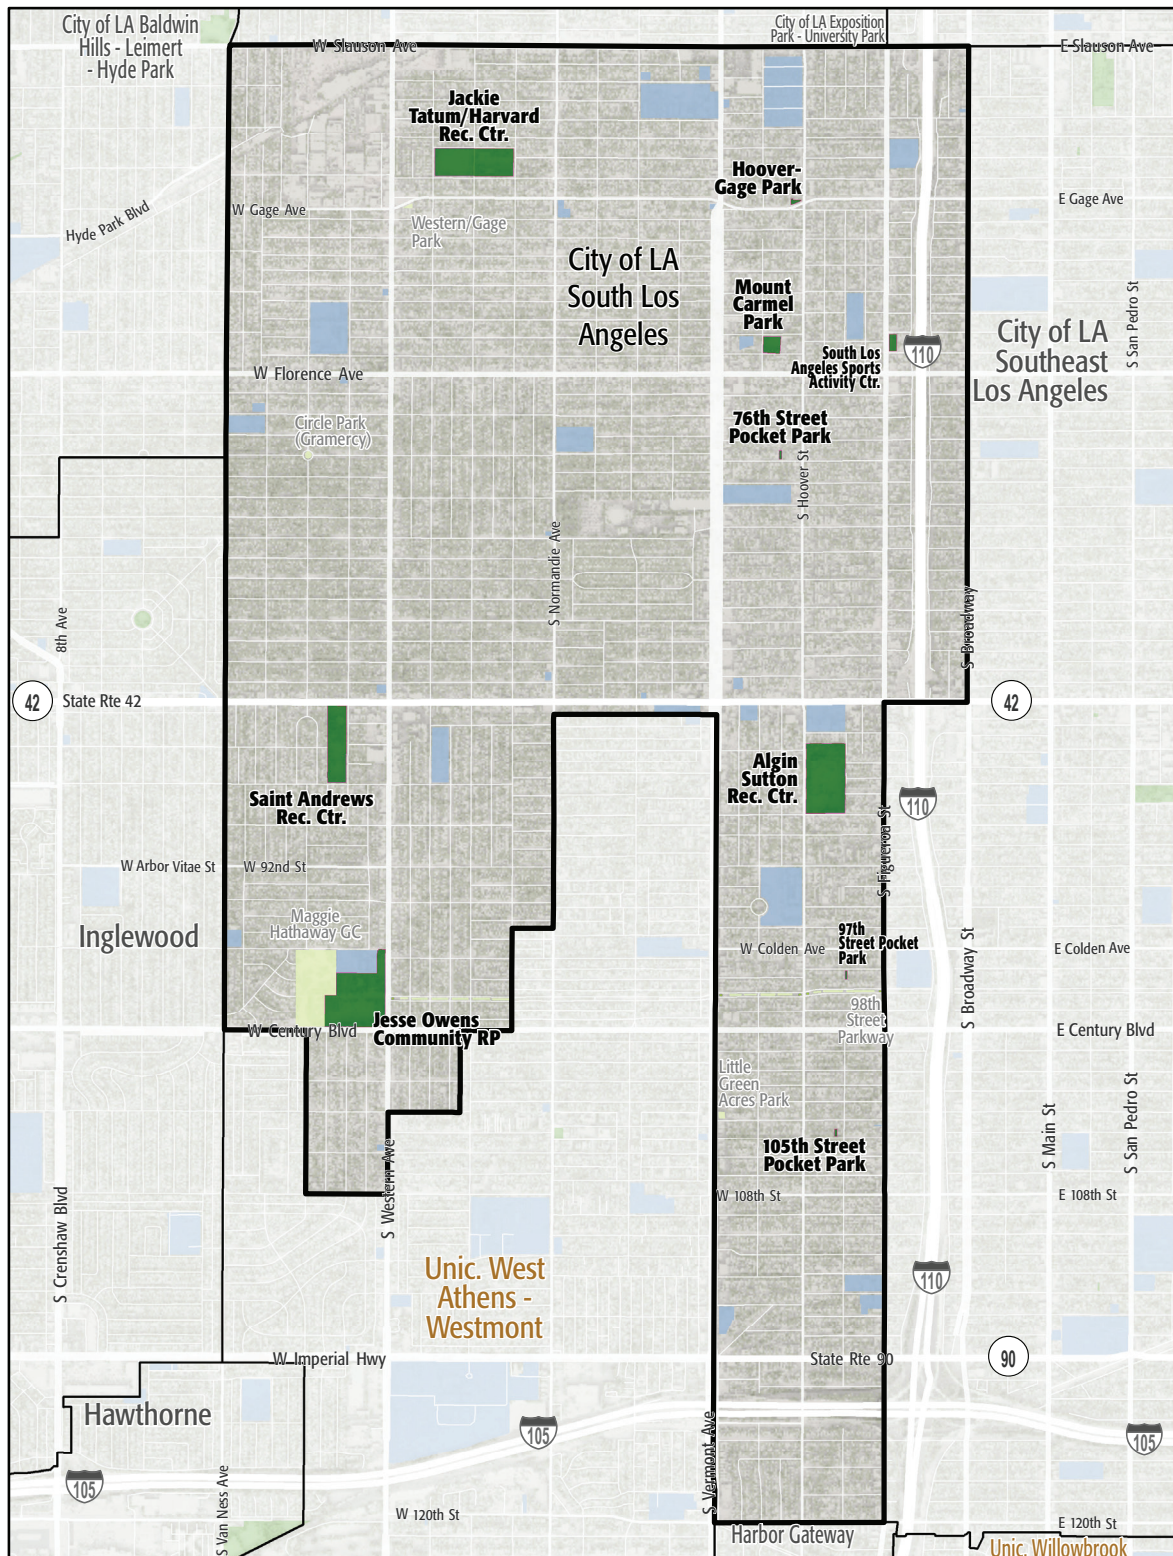 City of LA Baldwin
Hills - Leimert
- Hyde Park
City of LA Exposition
Park - University Park
W Slauson Ave
E Slauson Ave
Jackie
Tatum/Harvard
Rec. Ctr.
Hoover-
Gage Park
W Gage Ave
E Gage Ave
Hyde Park Blvd
Western/Gage
Park
City of LA
South Los
Angeles
Mount
Carmel
Park
S San Pedro St
City of LA
Southeast
Los Angeles
South Los
Angeles Sports
Activity Ctr.
110
W Florence Ave
Circle Park
(Gramercy)
76th Street
Pocket Park
S Hoover St
S Normandie Ave
8th Ave
S Broadway
42
State Rte 42
42
Saint Andrews
Rec. Ctr.
Algin
Sutton
Rec. Ctr.
110
S Figueroa St
W Arbor Vitae St
W 92nd St
Inglewood
Maggie
Hathaway GC
97th
Street Pocket
Park
W Colden Ave
E Colden Ave
S Broadway St
98th
Street
Parkway
W Century Blvd
Jesse Owens
Community RP
E Century Blvd
Little
Green
Acres Park
S Main St
S San Pedro St
105th Street
Pocket Park
S Western Ave
W 108th St
E 108th St
S Crenshaw Blvd
Unic. West
Athens -
Westmont
110
W Imperial Hwy
State Rte 90
90
Hawthorne
105
105
105
S Vermont Ave
S Van Ness Ave
W 120th St
E 120th St
Harbor Gateway
Unic. Willowbrook